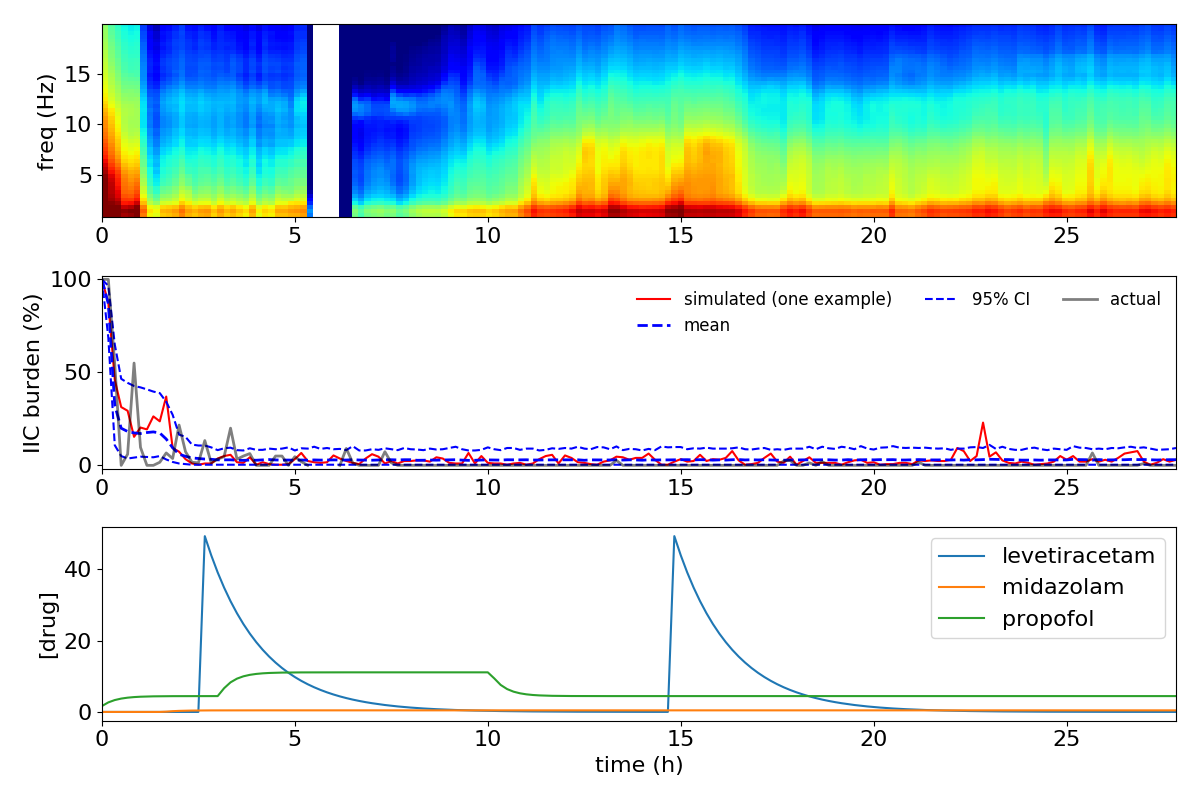 freq (Hz)
15
10
5
0 5 10 15 20 25
IIC burden (%)
100
50
0
simulated (one example) 95% CI actual
mean
0 5 10 15 20 25
[drug]
40
20
0
levetiracetam
midazolam
propofol
0 5 10 15 20 25
time (h)